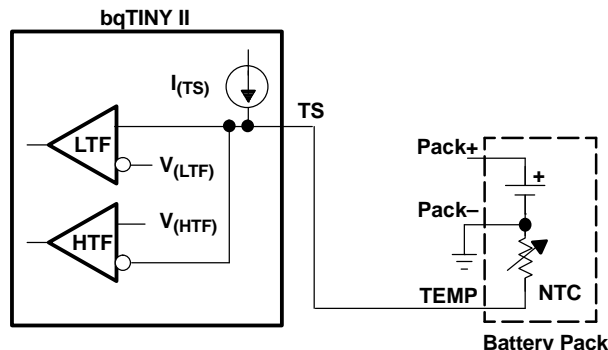 bqTINY II
I(TS)
TS
LTF
V(LTF)
V(HTF)
HTF
Pack+
+
Pack–
TEMP
NTC
Battery Pack